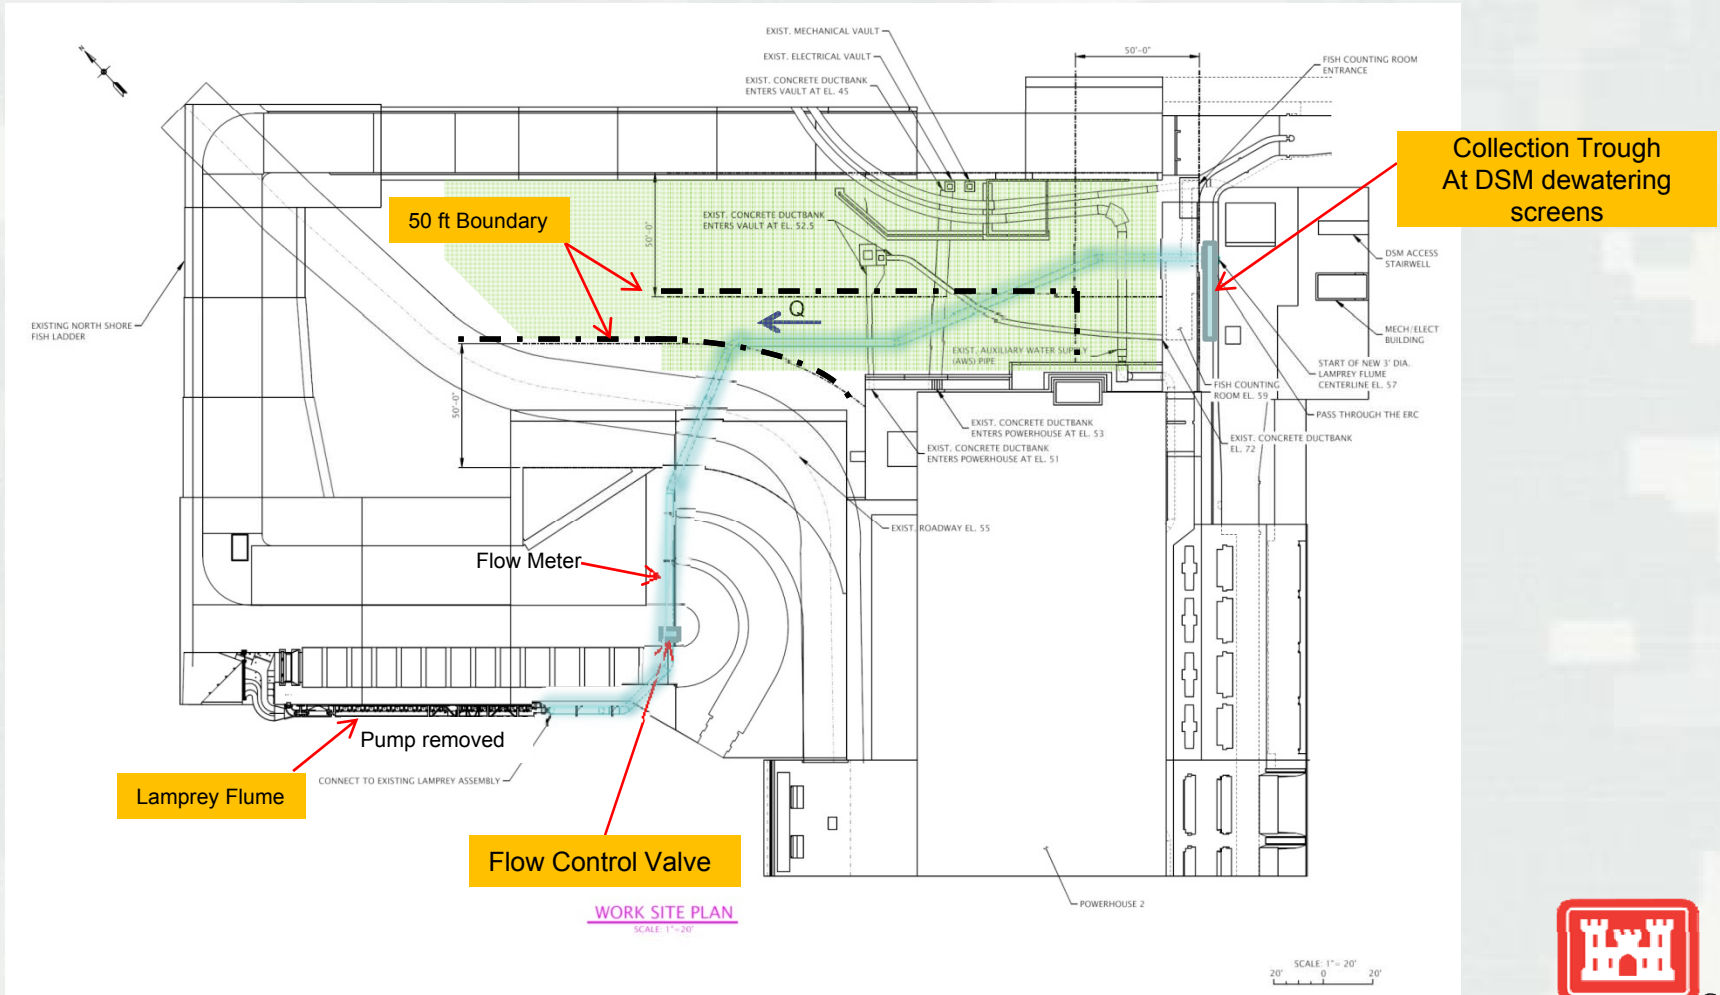 EXIST. MECHANICAL VAULT
EXIST. ELECTRICAL VAULT
EXIST. CONCRETE DUCTBANK
ENTERS VAULT AT EL. 45
50'-0"
FISH COUNTING ROOM
ENTRANCE
Collection Trough
At DSM dewatering
screens
50 ft Boundary
EXIST. CONCRETE DUCTBANK
ENTERS VAULT AT EL. 52.5
50'-0"
DSM ACCESS
STAIRWELL
Q
EXISTING NORTH SHORE
FISH LADDER
MECH/ELECT
BUILDING
EXIST. AUXILIARY WATER SUPPLY
(AWS) PIPE
START OF NEW 3' DIA.
LAMPREY FLUME
CENTERLINE EL. 57
FISH COUNTING
ROOM EL. 59
50'-0"
PASS THROUGH THE ERC
EXIST. CONCRETE DUCTBANK
ENTERS POWERHOUSE AT EL. 53
EXIST. CONCRETE DUCTBANK
EL. 72
EXIST. CONCRETE DUCTBANK
ENTERS POWERHOUSE AT EL. 51
EXIST. ROADWAY EL. 55
Flow Meter
Pump removed
CONNECT TO EXISTING LAMPREY ASSEMBLY
Lamprey Flume
Flow Control Valve
POWERHOUSE 2
WORK SITE PLAN
SCALE: 1"=20'
SCALE: 1"= 20'
20' 0 20'